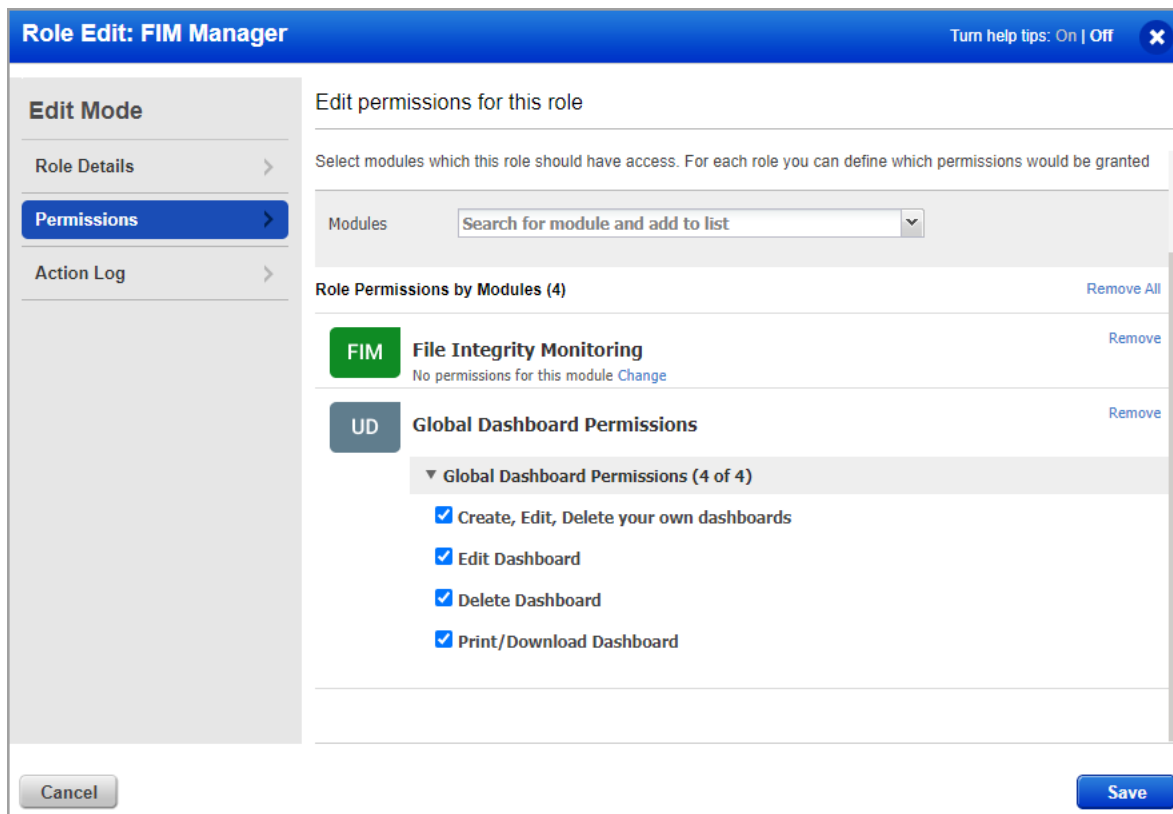 Role Edit: FIM Manager
Turn help tips: On | Off
Edit Mode
Role Details
Permissions
Action Log
Edit permissions for this role
Select modules which this role should have access. For each role you can define which permissions would be granted
Modules
Search for module and add to list
Role Permissions by Modules (4)
Remove All
FIM
File Integrity Monitoring
Remove
No permissions for this module Change
UD
Global Dashboard Permissions
Remove
Global Dashboard Permissions (4 of 4)
Create, Edit, Delete your own dashboards
Edit Dashboard
Delete Dashboard
Print/Download Dashboard
Cancel
Save